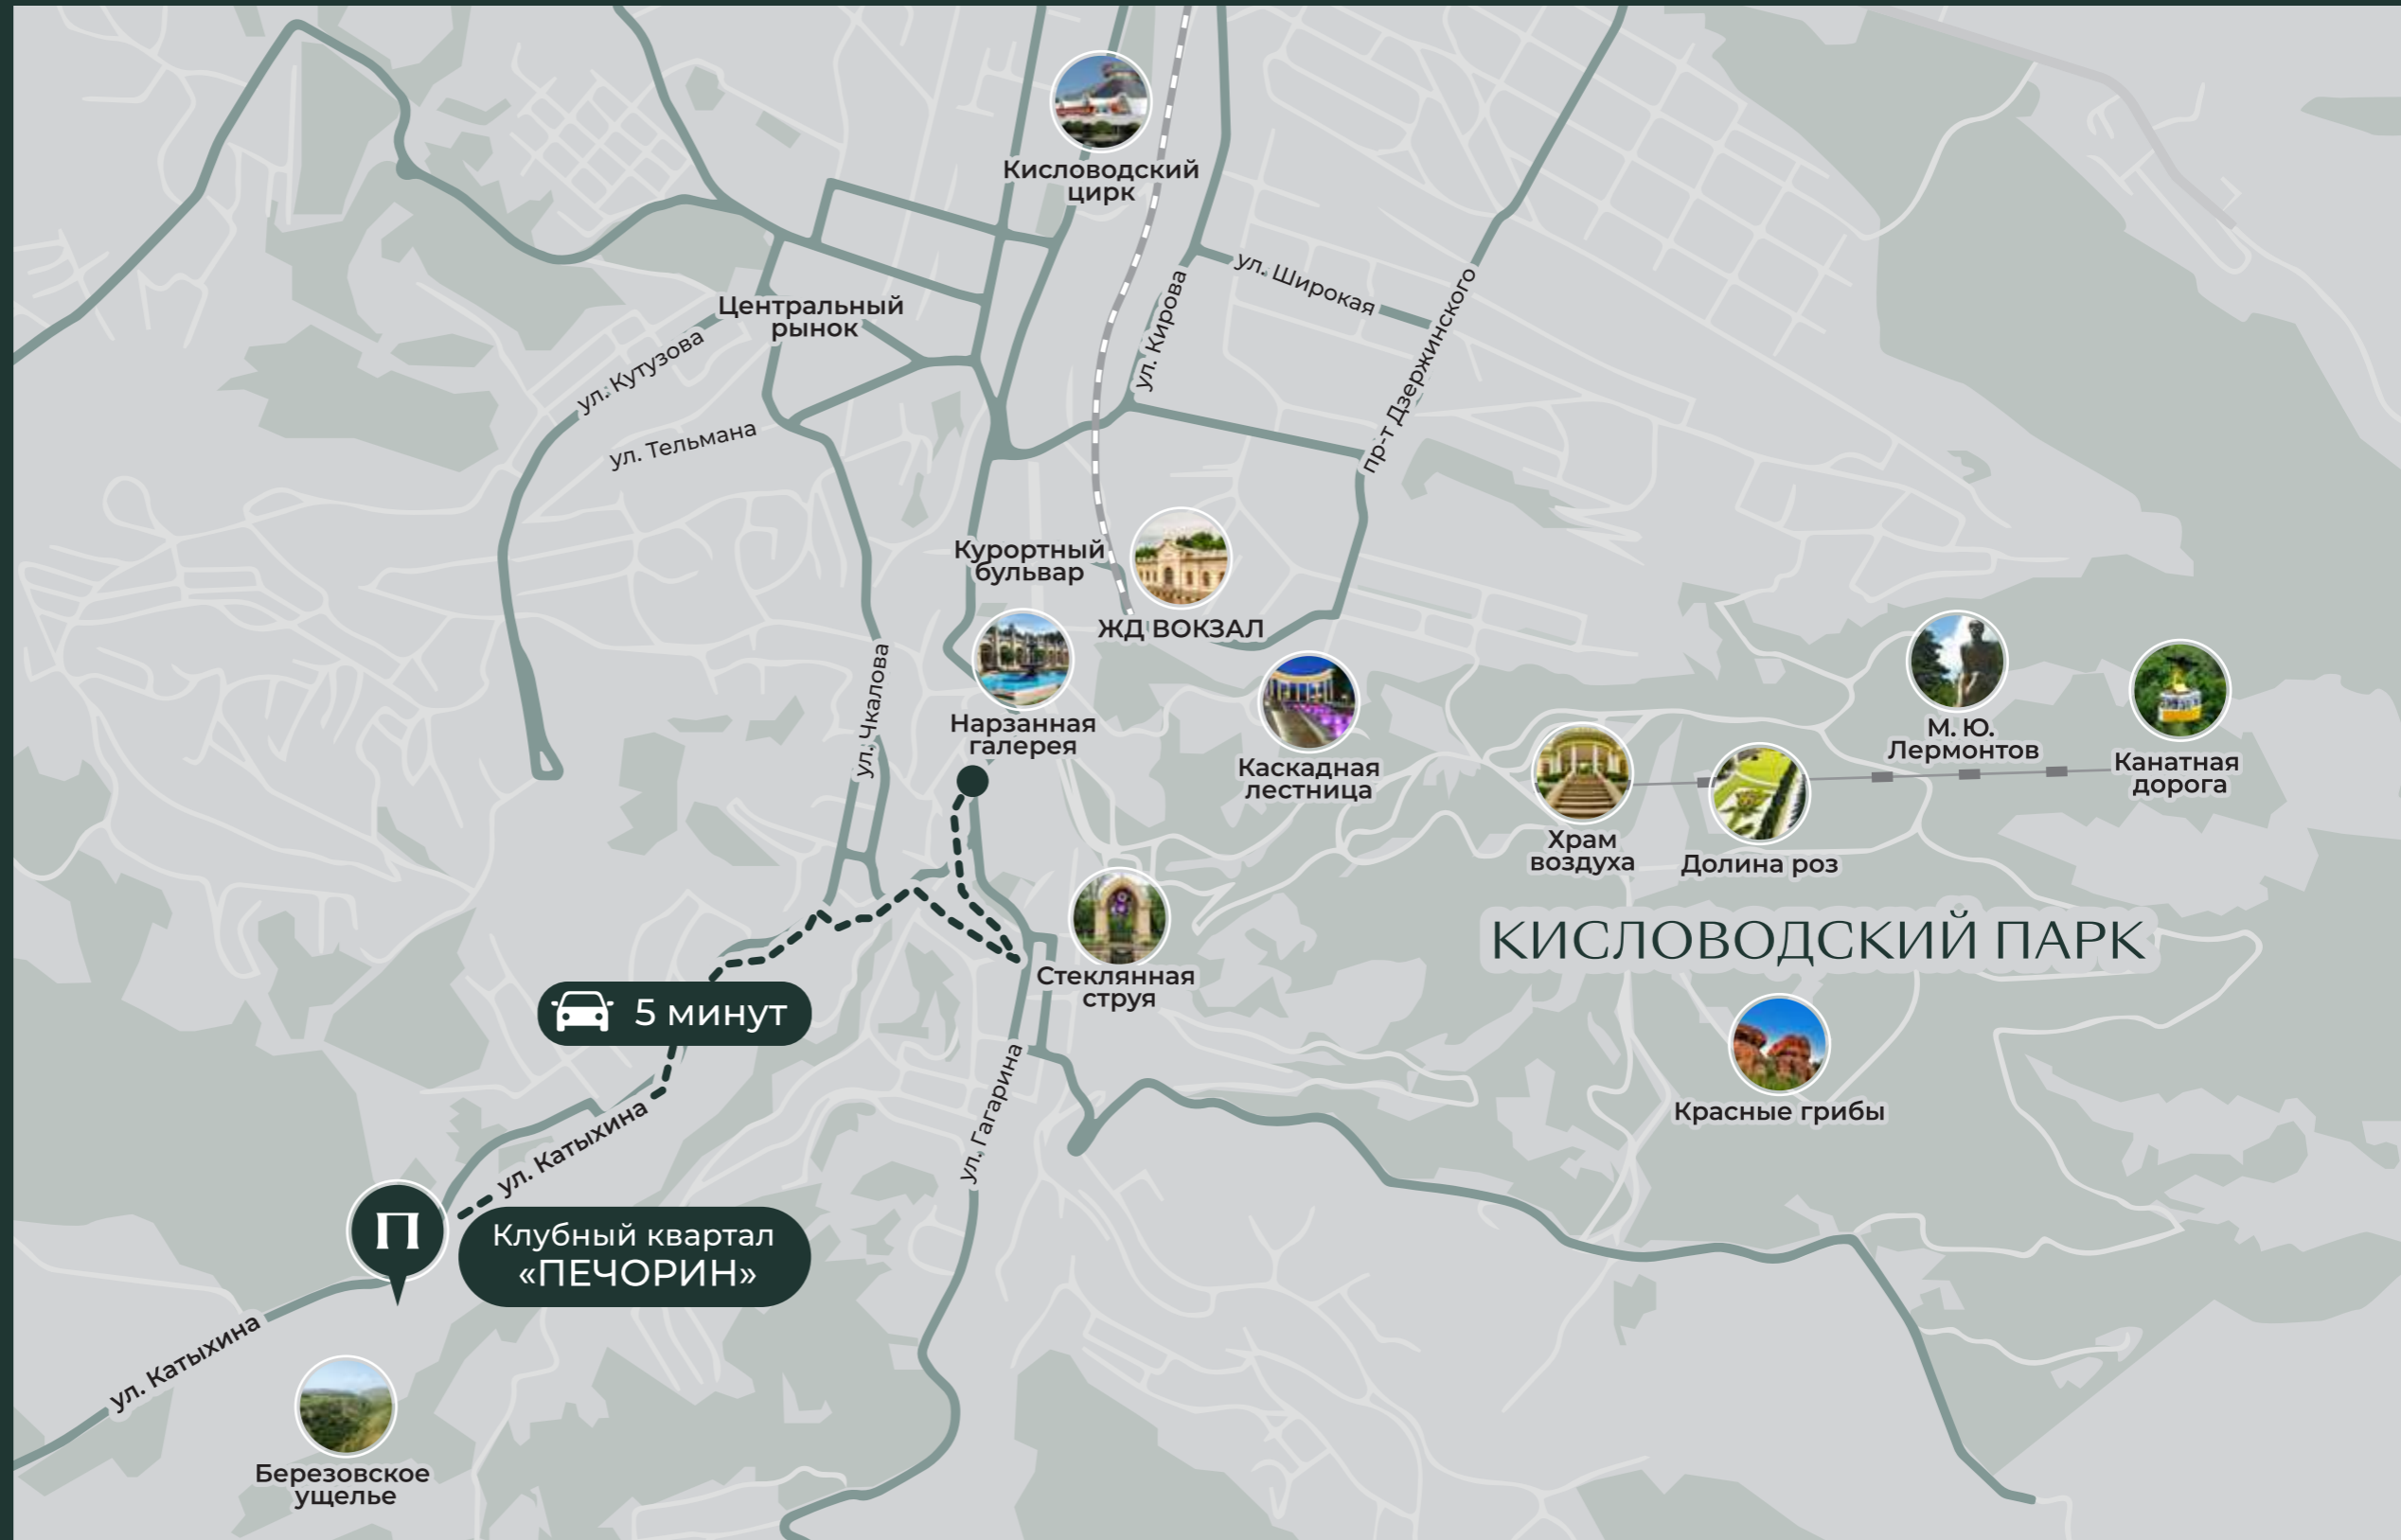 Кисловодский
цирк
ул. Широкая
ул. Кирова
пр-т Дзержинского
Центральный
рынок
ул. Кутузова
ул. Тельмана
Курортный
бульвар
ЖД ВОКЗАЛ
ул. Чкалова
Нарзанная
галерея
Каскадная
лестница
М. Ю.
Лермонтов
Канатная
дорога
Храм
воздуха
Долина роз
КИСЛОВОДСКИЙ ПАРК
Стеклянная
струя
5 минут
Красные грибы
ул. Гагарина
ул. Катыхина
П
Клубный квартал
«ПЕЧОРИН»
ул. Катыхина
Березовское
ущелье